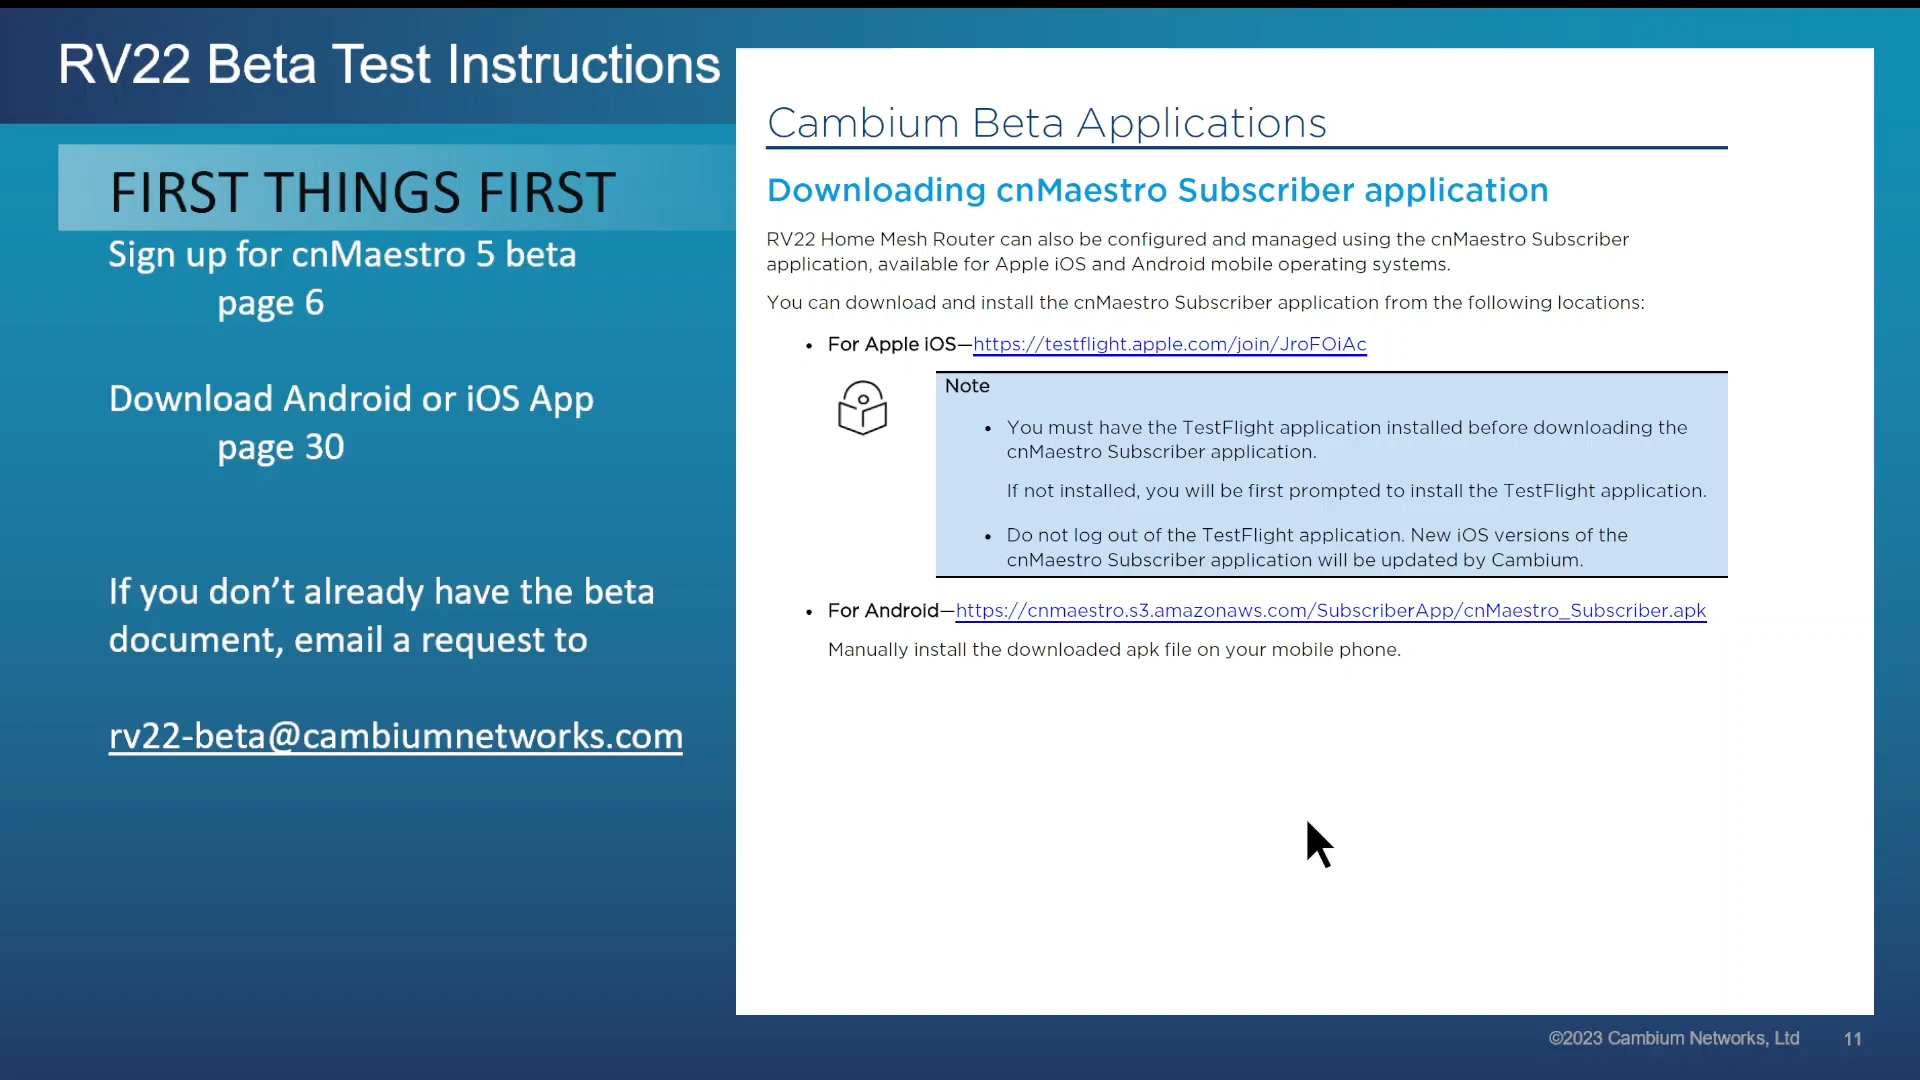 RV22 Beta Test Instructions
FIRST THINGS FIRST
Sign up for cnMaestro 5 beta
page 6
Download Android or iOS App
page 30
If you don’t already have the beta
document, email a request to
rv22-beta@cambiumnetworks.com
Cambium Beta Applications
Downloading cnMaestro Subscriber application
RV22 Home Mesh Router can also be configured and managed using the cnMaestro Subscriber
application, available for Apple iOS and Android mobile operating systems.
You can download and install the cnMaestro Subscriber application from the following locations:
• For Apple iOS—https://testflight.apple.com/join/JroFOiAc
Note
• You must have the TestFlight application installed before downloading the
cnMaestro Subscriber application.
If not installed, you will be first prompted to install the TestFlight application.
• Do not log out of the TestFlight application. New iOS versions of the
cnMaestro Subscriber application will be updated by Cambium.
• For Android—https://cnmaestro.s3.amazonaws.com/SubscriberApp/cnMaestro_Subscriber.apk
Manually install the downloaded apk file on your mobile phone.
©2023 Cambium Networks, Ltd 11